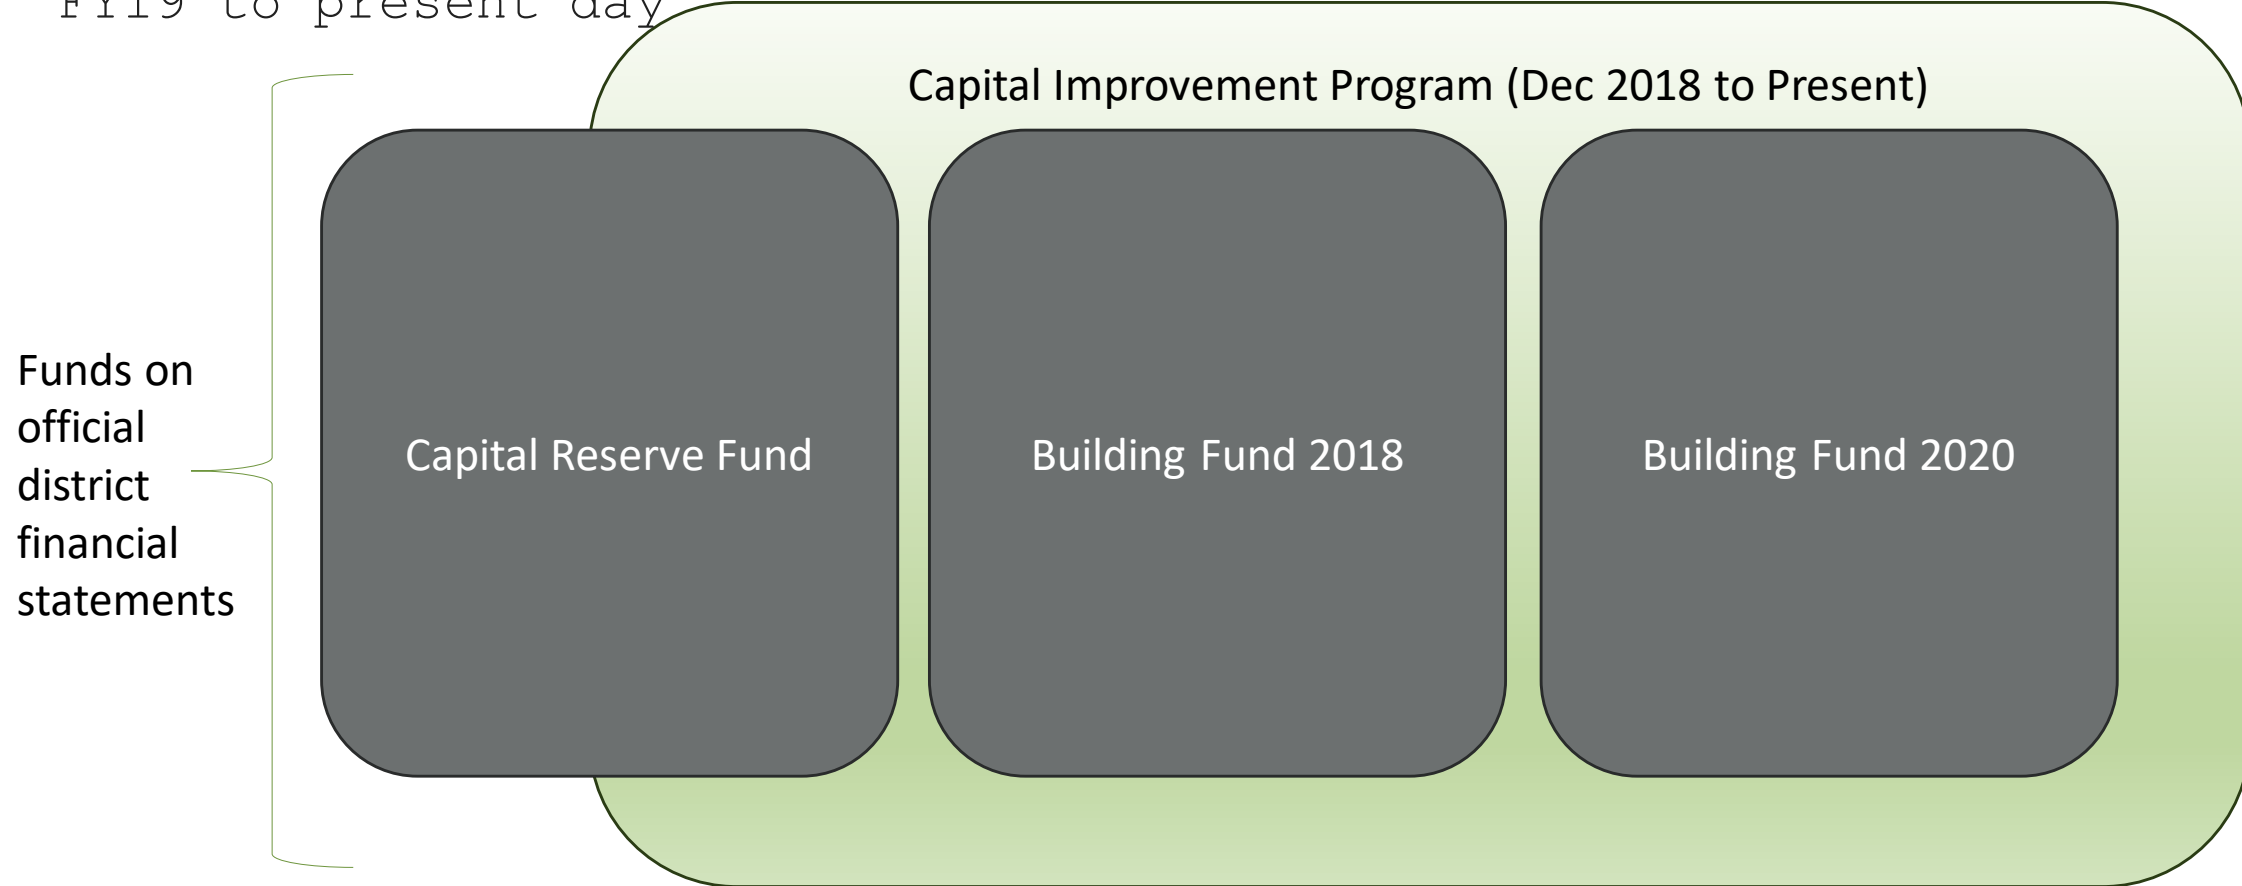 FY19 to present day
Capital Improvement Program (Dec 2018 to Present)
Funds on
official
district
financial
statements
Capital Reserve Fund
Building Fund 2018
Building Fund 2020